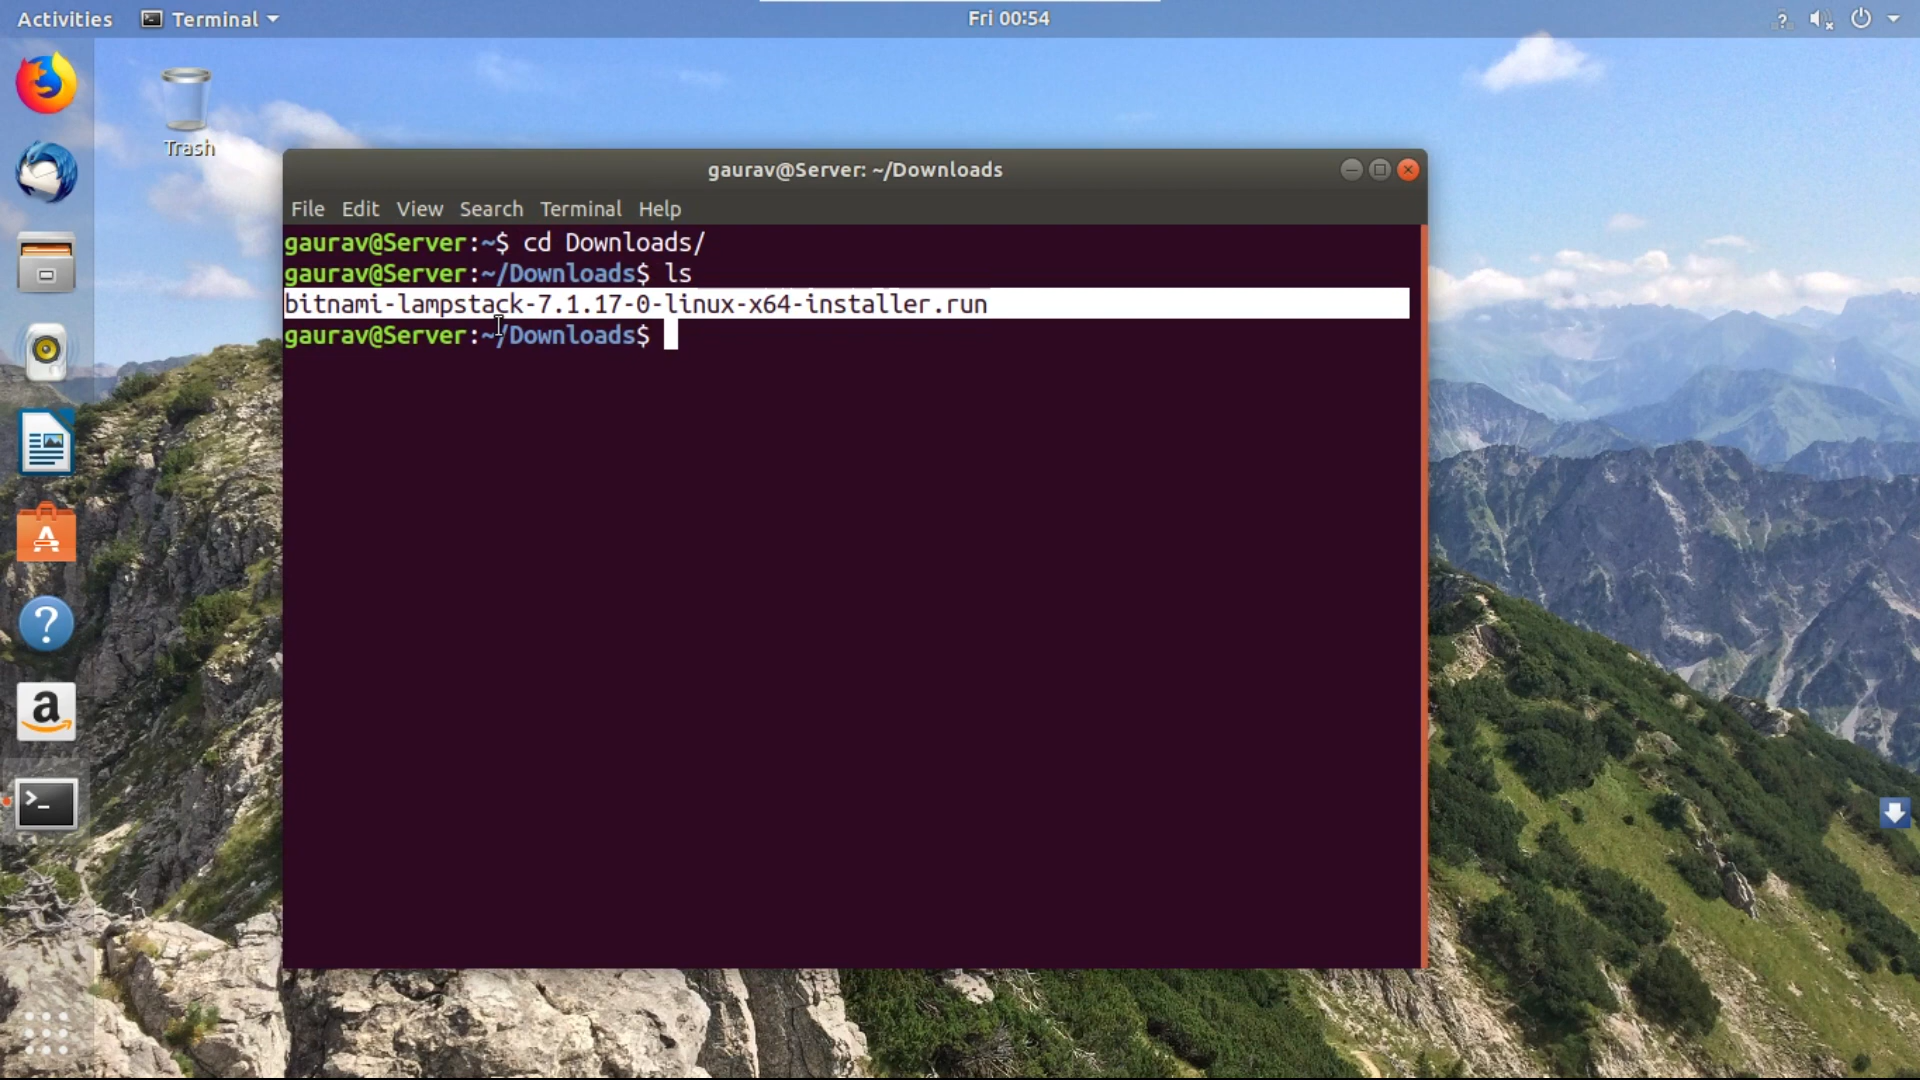 Activities Terminal Fri 00:54
Trash
gaurav@Server: ~/Downloads
File Edit View Search Terminal Help
gaurav@Server:~$ cd Downloads/
gaurav@Server:~/Downloads$ ls
bitnami-lampstack-7.1.17-0-linux-x64-installer.run
gaurav@Server:~/Downloads$